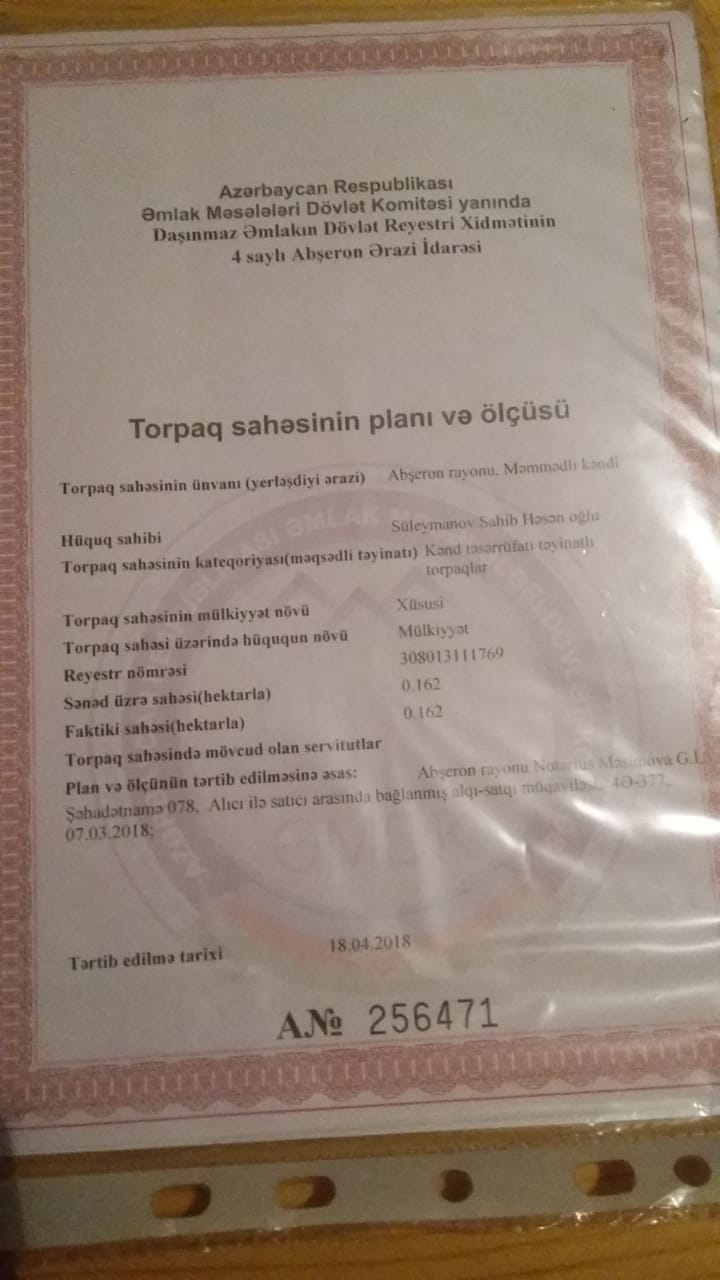 Azərbaycan Respublikası
Əmlak Məsələləri Dövlət Komitəsi yanında
Daşınmaz Əmlakın Dövlət Reyestri Xidmətinin
4 saylı Abşeron Ərazi İdarəsi
Torpaq sahəsinin planı və ölçüsü
Torpaq sahəsinin ünvanı (yerləşdiyi ərazi) Abşeron rayonu, Məmmədli kəndi
Hüquq sahibi Süleymanov Sahib Həsən oğlu
Torpaq sahəsinin kateqoriyası(məqsədli təyinatı) Kənd təsərrüfatı təyinatlı
torpaqlar
Torpaq sahəsinin mülkiyyət növü Xüsusi
Torpaq sahəsi üzərində hüququn növü Mülkiyyət
Reyestr nömrəsi 308013111769
Sənəd üzrə sahəsi(hektarla) 0.162
Faktiki sahəsi(hektarla) 0.162
Torpaq sahəsində mövcud olan servitutlar
Plan və ölçünün tərtib edilməsinə əsas: Abşeron rayonu Notarius Məsimova G.I.
Şəhadətnamə 078, Alıcı ilə satıcı arasında bağlanmış alqı-satqı müqaviləsi, 4Ə-377,
07.03.2018;
ƏMLAK
Tərtib edilmə tarixi 18.04.2018
A№ 256471